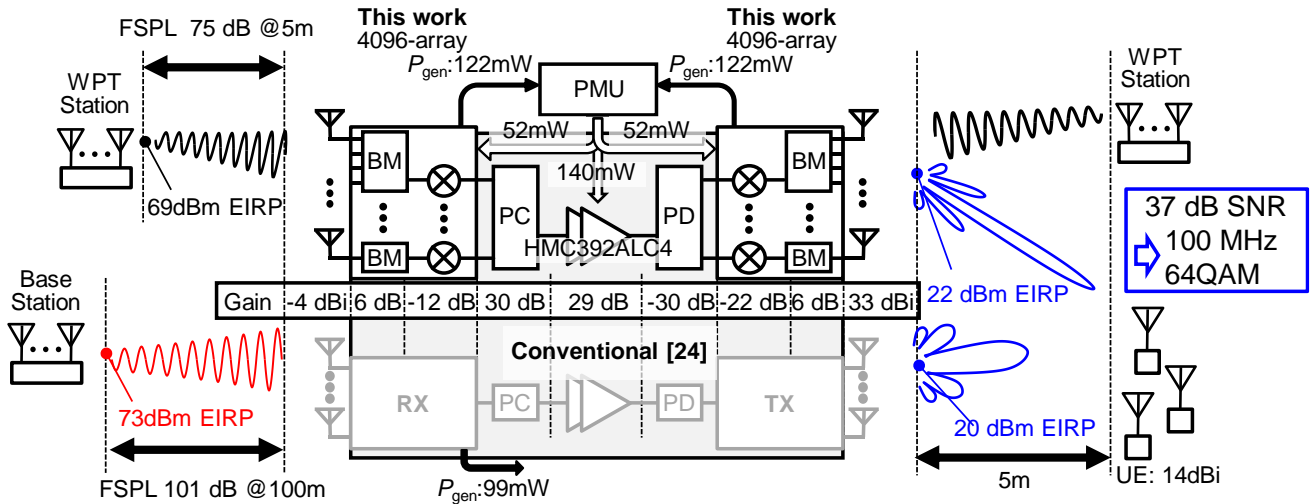 FSPL 75 dB @5m
WPT
Station
69dBm EIRP
This work
4096-array
Pgen:122mW
This work
4096-array
Pgen:122mW
PMU
52mW
52mW
140mW
BM
BM
PC
HMC392ALC4
PD
BM
BM
WPT
Station
37 dB SNR
100 MHz
64QAM
22 dBm EIRP
Base
Station
73dBm EIRP
FSPL 101 dB @100m
Gain -4 dBi 6 dB -12 dB 30 dB 29 dB -30 dB -22 dB 6 dB 33 dBi
Conventional [24]
RX
PC
PD
TX
Pgen:99mW
20 dBm EIRP
5m
UE: 14dBi